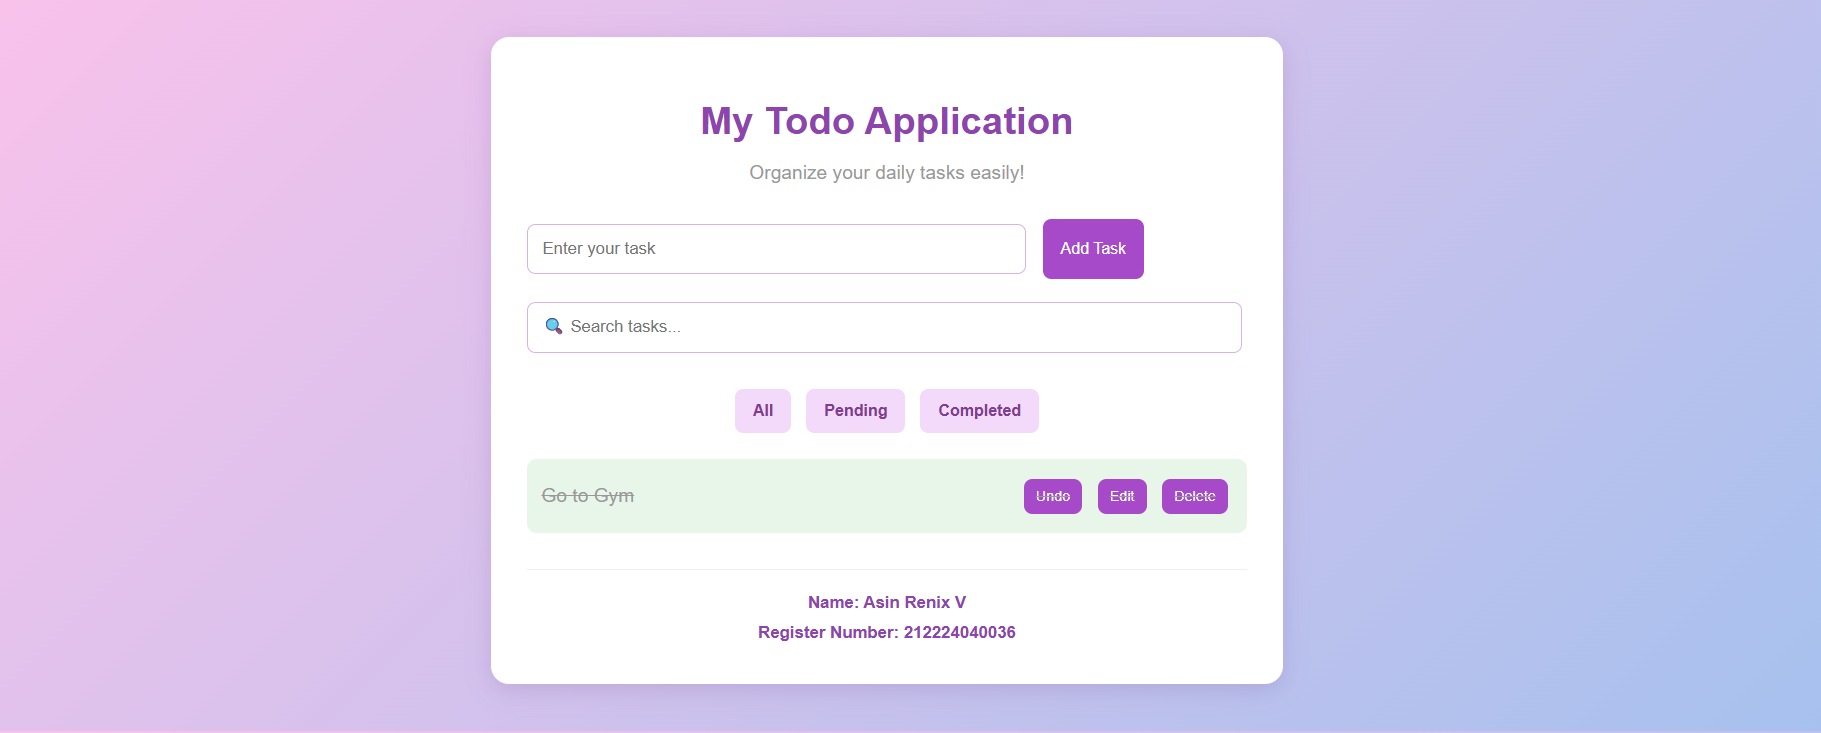 My Todo Application
Organize your daily tasks easily!
Enter your task
Add Task
🔍 Search tasks...
All Pending Completed
Go to Gym Undo Edit Delete
Name: Asin Renix V
Register Number: 212224040036